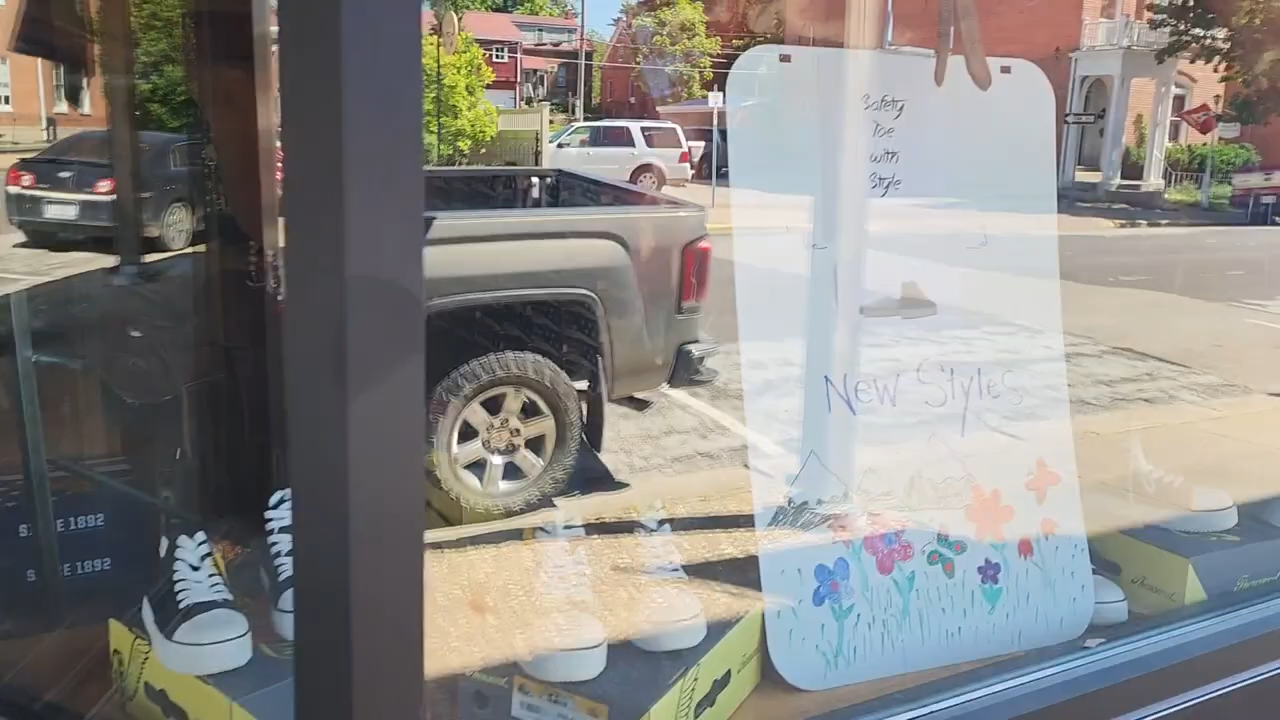 Safety
Toe
with
Style
New Styles
SINCE 1892
SINCE 1892